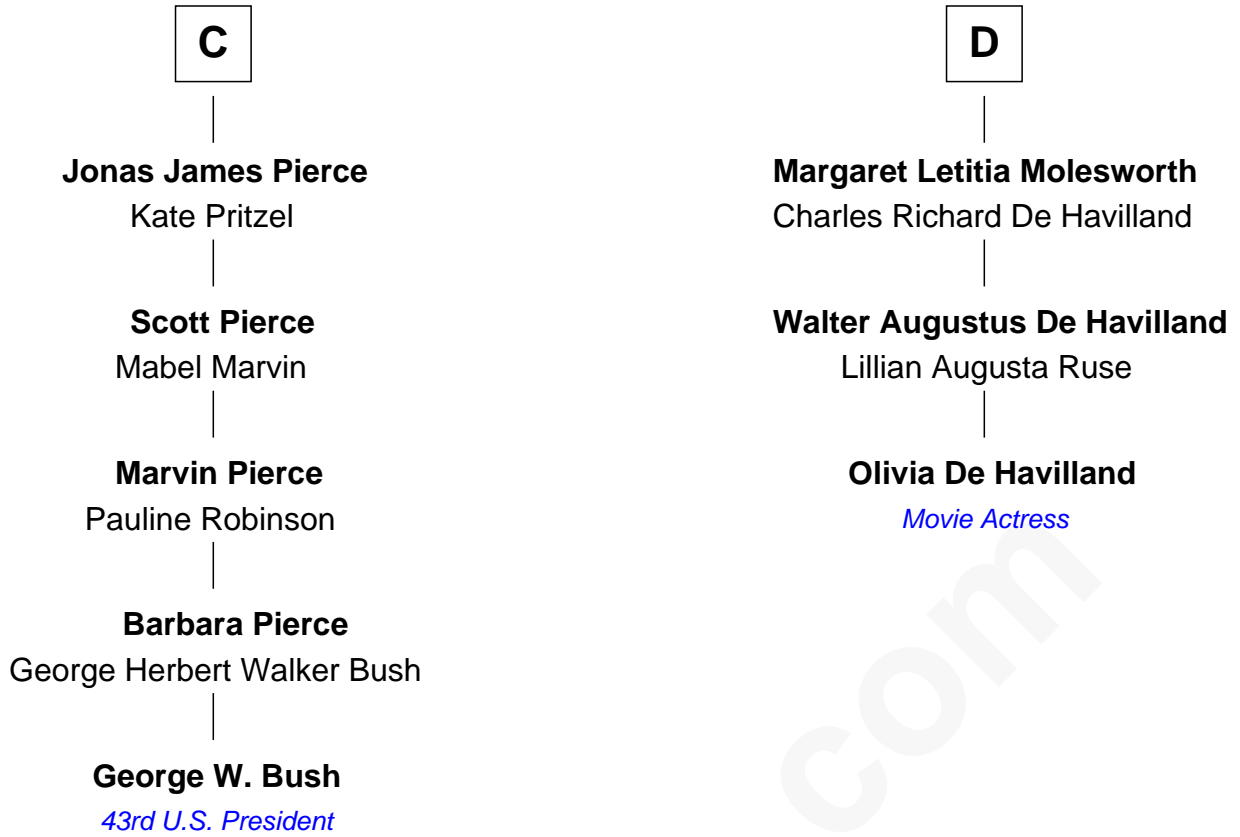 C
Jonas James Pierce
Kate Pritzel
Scott Pierce
Mabel Marvin
Marvin Pierce
Pauline Robinson
Barbara Pierce
George Herbert Walker Bush
George W. Bush
43rd U.S. President
D
Margaret Letitia Molesworth
Charles Richard De Havilland
Walter Augustus De Havilland
Lillian Augusta Ruse
Olivia De Havilland
Movie Actress
com